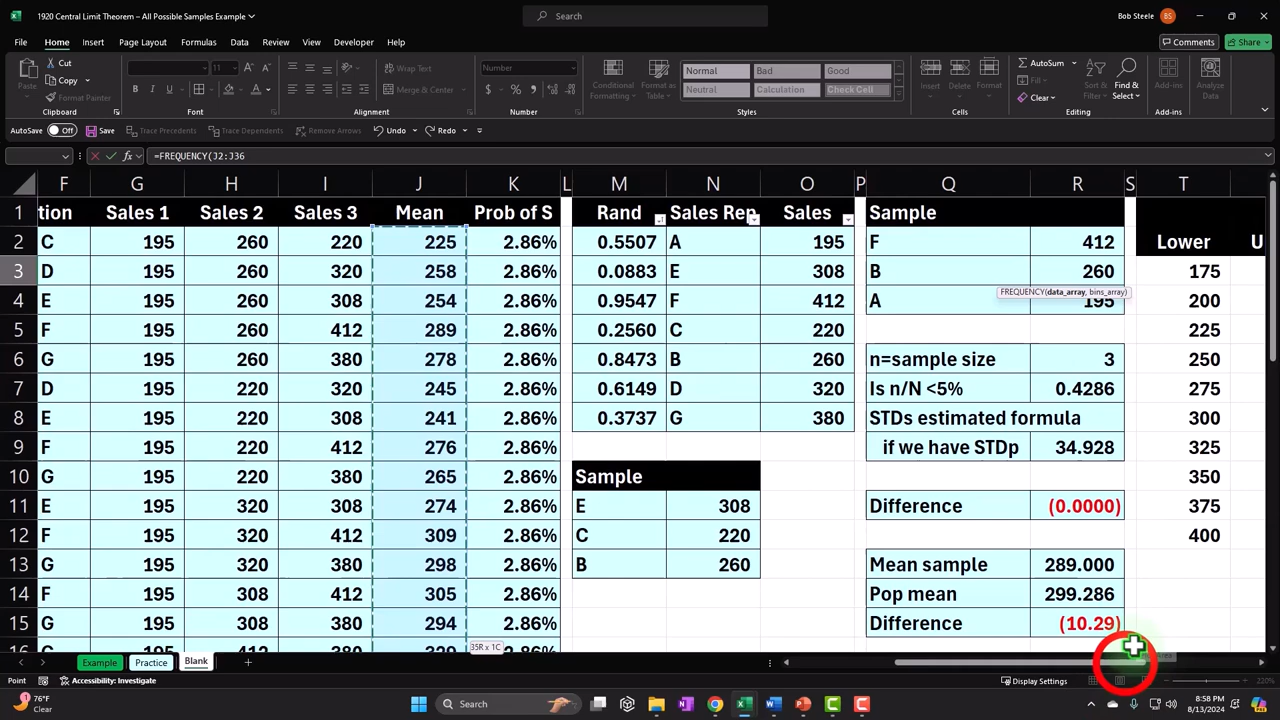 1920 Central Limit Theorem – All Possible Samples Example
Search
Bob Steele
BS
File Home Insert Page Layout Formulas Data Review View Developer Help
Comments
Share
Cut
Copy
Format Painter
Paste
Clipboard
11
Font
Wrap Text
Merge & Center
Alignment
Number
Number
Conditional Formatting
Format as Table
Normal Bad Good
Neutral Calculation Check Cell
Styles
Insert Delete Format
Cells
AutoSum
Fill
Clear
Sort & Filter
Find & Select
Editing
Add-ins
Add-ins
Analyze Data
AutoSave Off Save Trace Precedents Trace Dependents Remove Arrows Undo Redo
=FREQUENCY(J2:J36
F G H I J K L M N O P Q R S T
1 tion Sales 1 Sales 2 Sales 3 Mean Prob of S Rand Sales Rep Sales Sample
2 C 195 260 220 225 2.86% 0.5507 A 195 F 412 Lower U
3 D 195 260 320 258 2.86% 0.0883 E 308 B 260 175
FREQUENCY(data_array, bins_array)
4 E 195 260 308 254 2.86% 0.9547 F 412 A 195 200
5 F 195 260 412 289 2.86% 0.2560 C 220 225
6 G 195 260 380 278 2.86% 0.8473 B 260 n=sample size 3 250
7 D 195 220 320 245 2.86% 0.6149 D 320 Is n/N <5% 0.4286 275
8 E 195 220 308 241 2.86% 0.3737 G 380 STDs estimated formula 300
9 F 195 220 412 276 2.86% if we have STDp 34.928 325
10 G 195 220 380 265 2.86% Sample 350
11 E 195 320 308 274 2.86% E 308 Difference (0.0000) 375
12 F 195 320 412 309 2.86% C 220 400
13 G 195 320 380 298 2.86% B 260 Mean sample 289.000
14 F 195 308 412 305 2.86% Pop mean 299.286
15 G 195 308 380 294 2.86% Difference (10.29)
35R x 1C
Example Practice Blank
Point Accessibility: Investigate
Display Settings
220%
1
76°F
Clear
Search
8:58 PM
8/13/2024